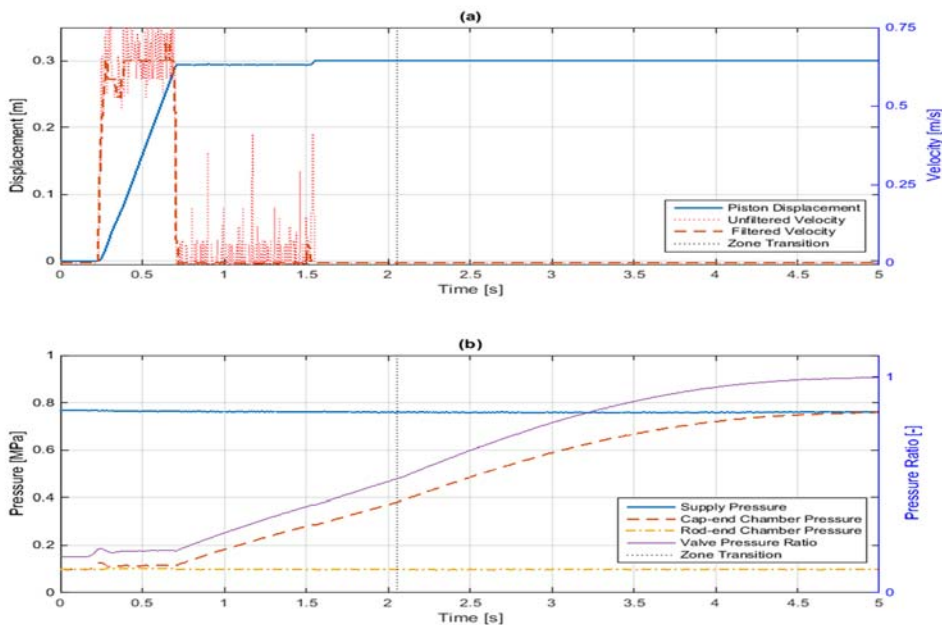 (a)
0.3
0.2
0.1
0
Displacement [m]
0.75
0.5
0.25
0
Velocity [m/s]
Piston Displacement
Unfiltered Velocity
Filtered Velocity
Zone Transition
0 0.5 1 1.5 2 2.5 3 3.5 4 4.5 5
Time [s]
(b)
1
0.8
0.6
0.4
0.2
0
Pressure [MPa]
1
0
Pressure Ratio [-]
Supply Pressure
Cap-end Chamber Pressure
Rod-end Chamber Pressure
Valve Pressure Ratio
Zone Transition
0 0.5 1 1.5 2 2.5 3 3.5 4 4.5 5
Time [s]